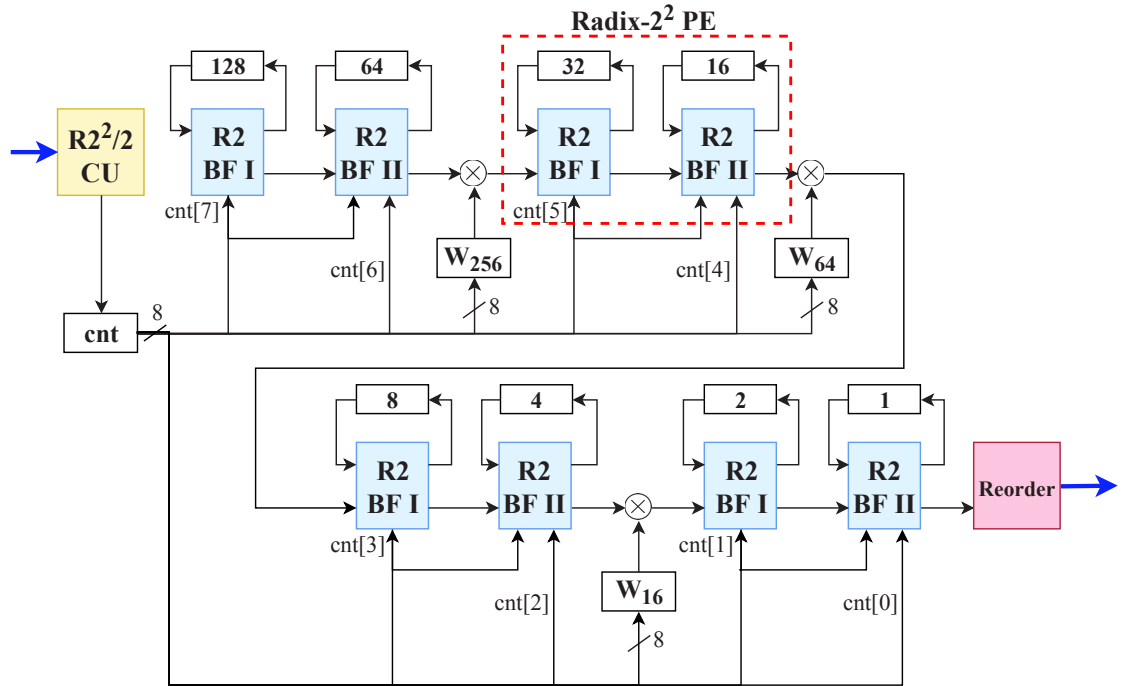 Radix-2² PE
128
64
32
16
R2²/2
CU
R2
BF I
R2
BF II
R2
BF I
R2
BF II
cnt[7]
cnt[5]
cnt[6]
W₂₅₆
cnt[4]
W₆₄
8
8
8
cnt
8
4
2
1
R2
BF I
R2
BF II
R2
BF I
R2
BF II
Reorder
cnt[3]
cnt[1]
cnt[2]
W₁₆
cnt[0]
8